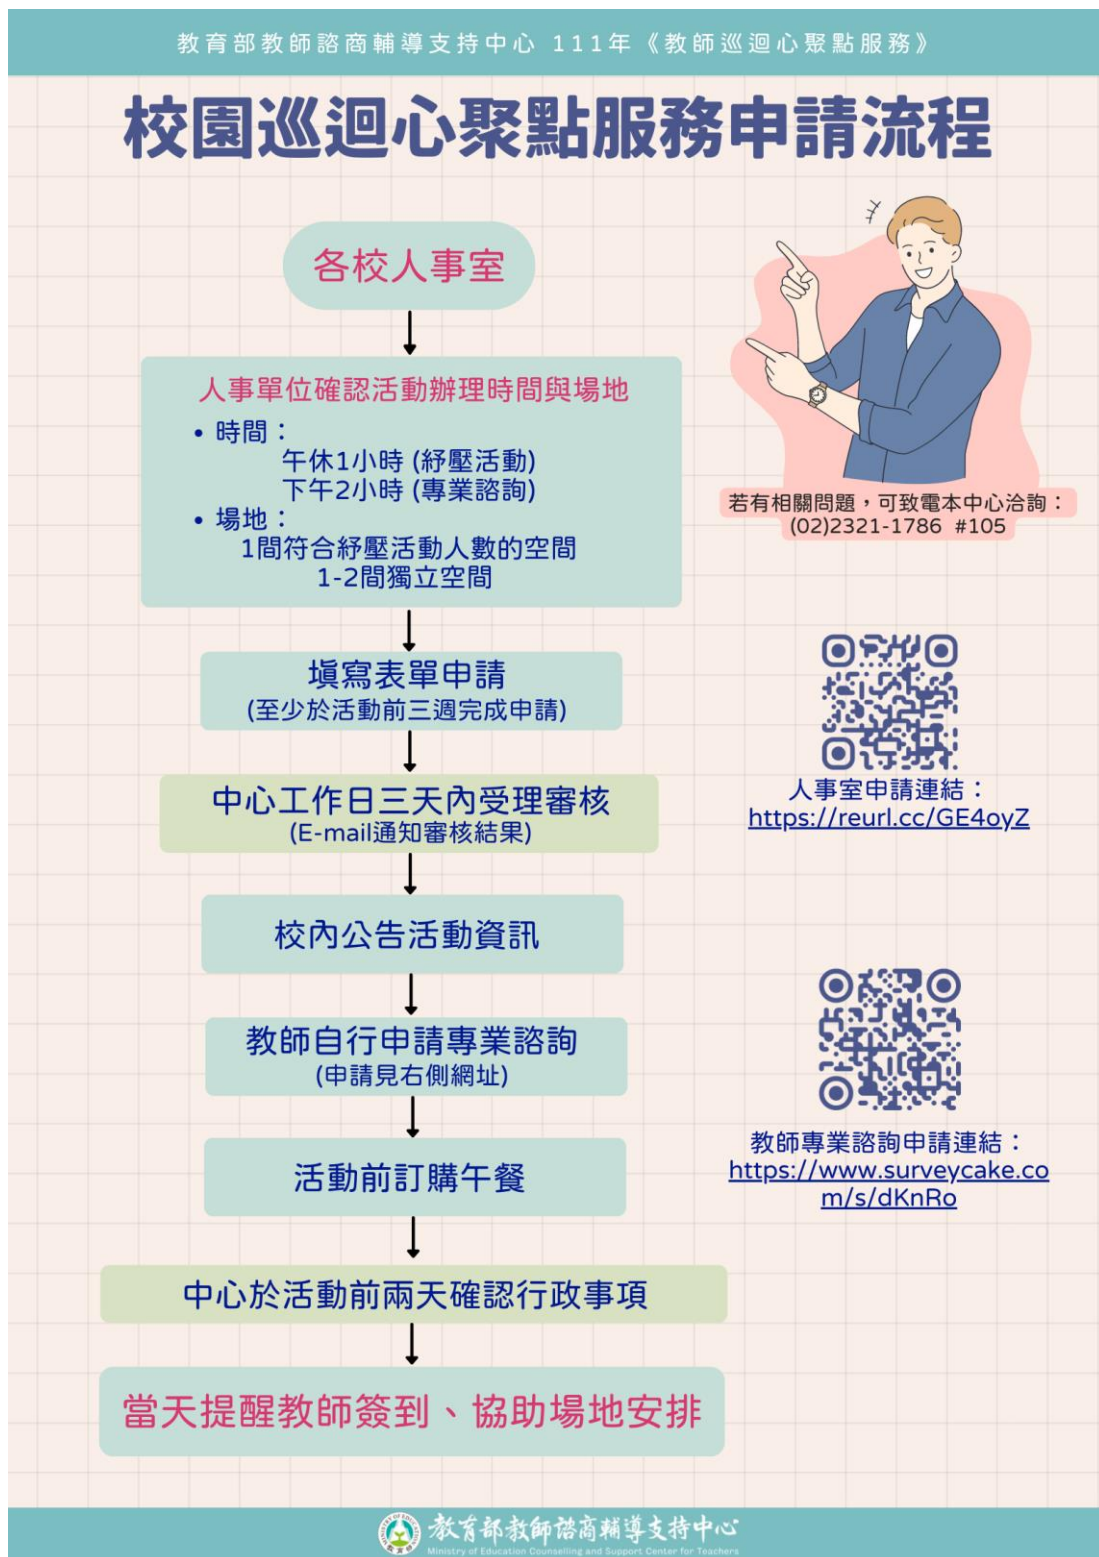 教育部教師諮商輔導支持中心 111年《教師巡迴心聚點服務》
校園巡迴心聚點服務申請流程
各校人事室
人事單位確認活動辦理時間與場地
• 時間：
午休1小時 (紓壓活動)
下午2小時 (專業諮詢)
• 場地：
1間符合紓壓活動人數的空間
1-2間獨立空間
若有相關問題，可致電本中心洽詢：
(02)2321-1786 #105
填寫表單申請
(至少於活動前三週完成申請)
中心工作日三天內受理審核
(E-mail通知審核結果)
人事室申請連結：
https://reurl.cc/GE4oyZ
校內公告活動資訊
教師自行申請專業諮詢
(申請見右側網址)
活動前訂購午餐
教師專業諮詢申請連結：
https://www.surveycake.co
m/s/dKnRo
中心於活動前兩天確認行政事項
當天提醒教師簽到、協助場地安排
教育部教師諮商輔導支持中心
Ministry of Education Counselling and Support Center for Teachers